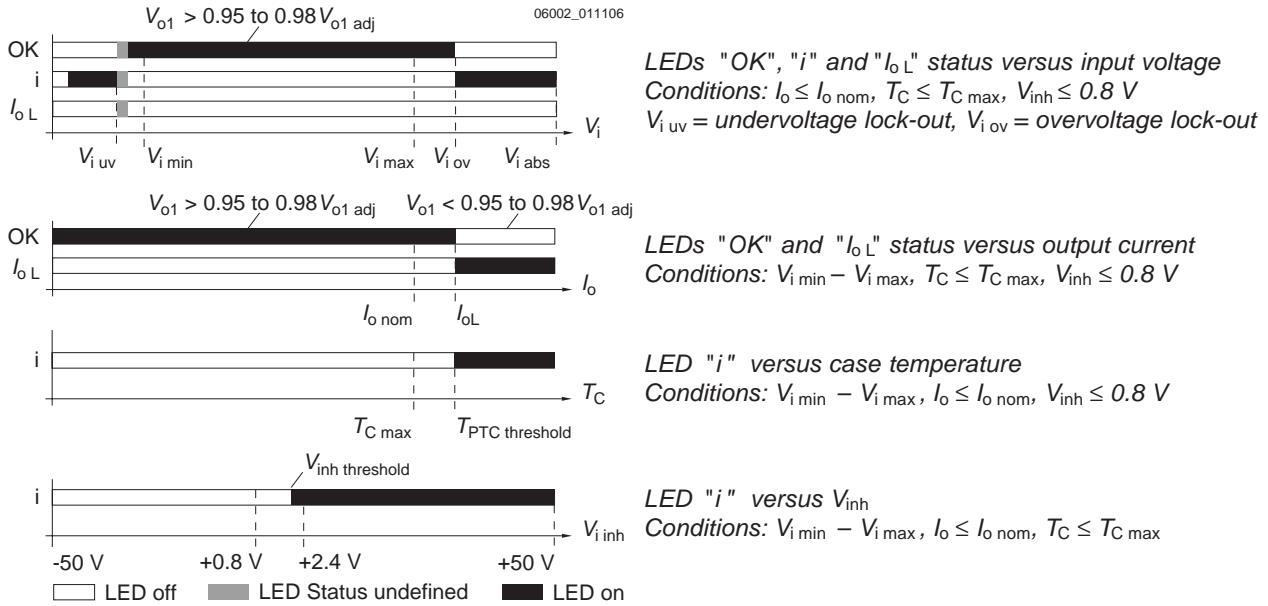 V_o1 > 0.95 to 0.98 V_o1 adj
06002_011106
OK
i
I_o L
V_i
V_i uv
V_i min
V_i max
V_i ov
V_i abs
LEDs "OK", "i" and "I_o L" status versus input voltage
Conditions: I_o ≤ I_o nom, T_C ≤ T_C max, V_inh ≤ 0.8 V
V_i uv = undervoltage lock-out, V_i ov = overvoltage lock-out
V_o1 > 0.95 to 0.98 V_o1 adj
V_o1 < 0.95 to 0.98 V_o1 adj
OK
I_o L
I_o
I_o nom
I_oL
LEDs "OK" and "I_o L" status versus output current
Conditions: V_i min – V_i max, T_C ≤ T_C max, V_inh ≤ 0.8 V
i
T_C
T_C max
T_PTC threshold
LED "i" versus case temperature
Conditions: V_i min – V_i max, I_o ≤ I_o nom, V_inh ≤ 0.8 V
V_inh threshold
i
V_i inh
-50 V
+0.8 V
+2.4 V
+50 V
LED "i" versus V_inh
Conditions: V_i min – V_i max, I_o ≤ I_o nom, T_C ≤ T_C max
LED off
LED Status undefined
LED on